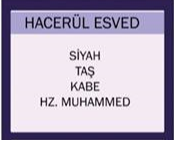 HACERÜL ESVED
SİYAH
TAŞ
KABE
HZ. MUHAMMED